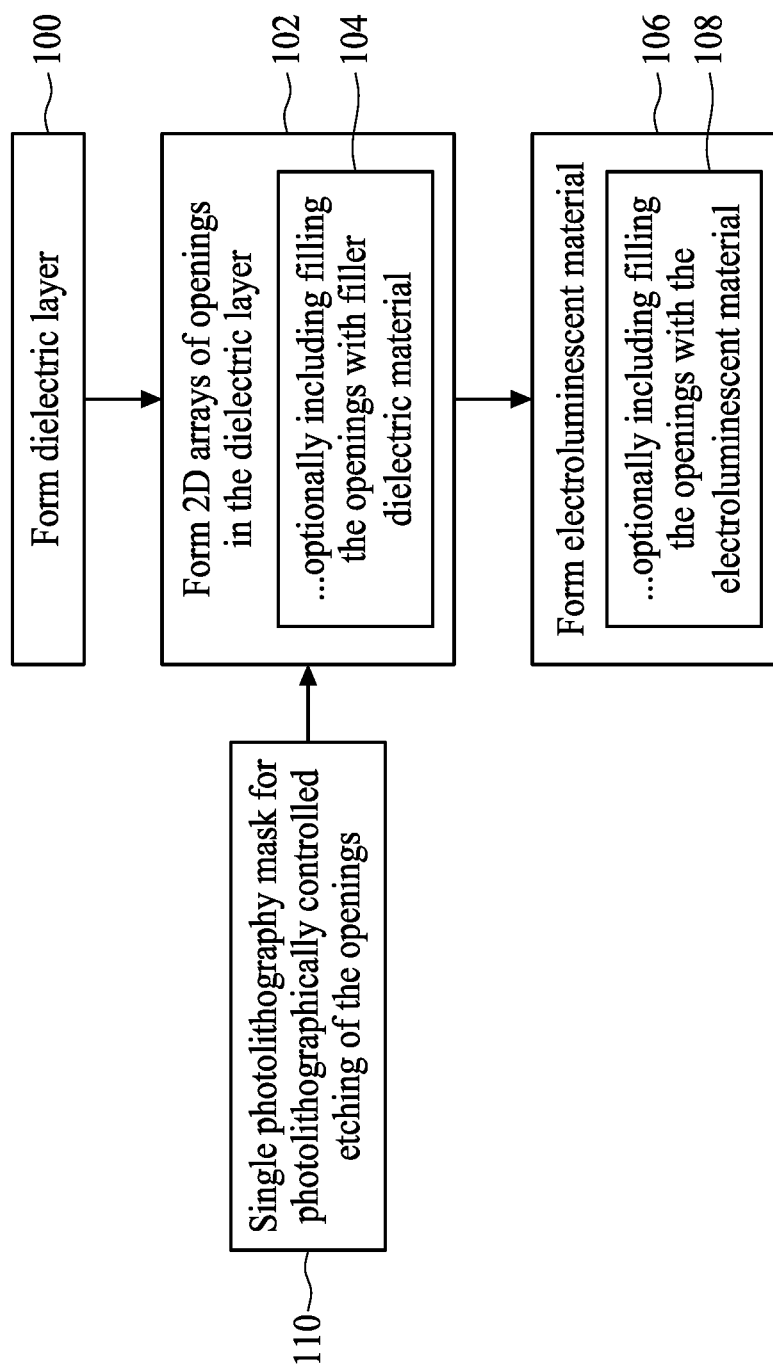 Form dielectric layer
100
Form 2D arrays of openings
in the dielectric layer
102
...optionally including filling
the openings with filler
dielectric material
104
Single photolithography mask for
photolithographically controlled
etching of the openings
110
Form electroluminescent material
106
...optionally including filling
the openings with the
electroluminescent material
108